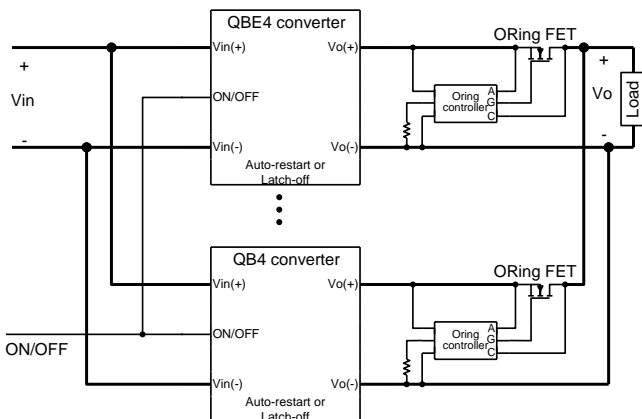 QBE4 converter
ORing FET
Vin(+)
Vo(+)
+
Vin
-
ON/OFF
A
Oring
controller
G
C
+
Vo
-
Load
Vin(-)
Vo(-)
Auto-restart or
Latch-off
QB4 converter
ORing FET
Vin(+)
Vo(+)
ON/OFF
ON/OFF
A
Oring
controller
G
C
Vin(-)
Vo(-)
Auto-restart or
Latch-off